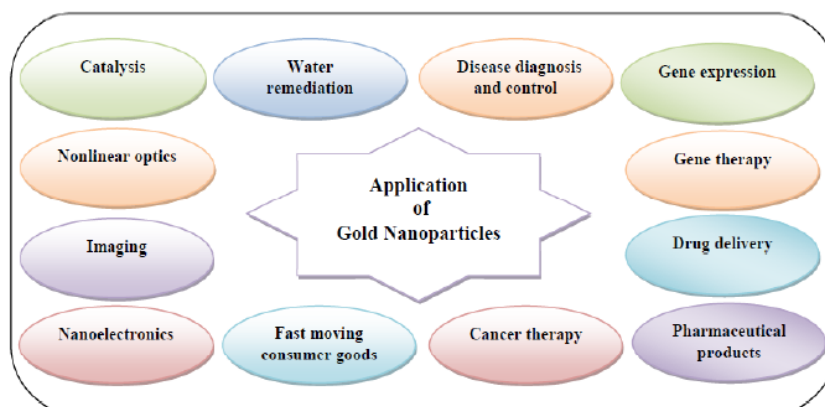 Catalysis
Water
remediation
Disease diagnosis
and control
Gene expression
Nonlinear optics
Gene therapy
Application
of
Gold Nanoparticles
Imaging
Drug delivery
Nanoelectronics
Fast moving
consumer goods
Cancer therapy
Pharmaceutical
products